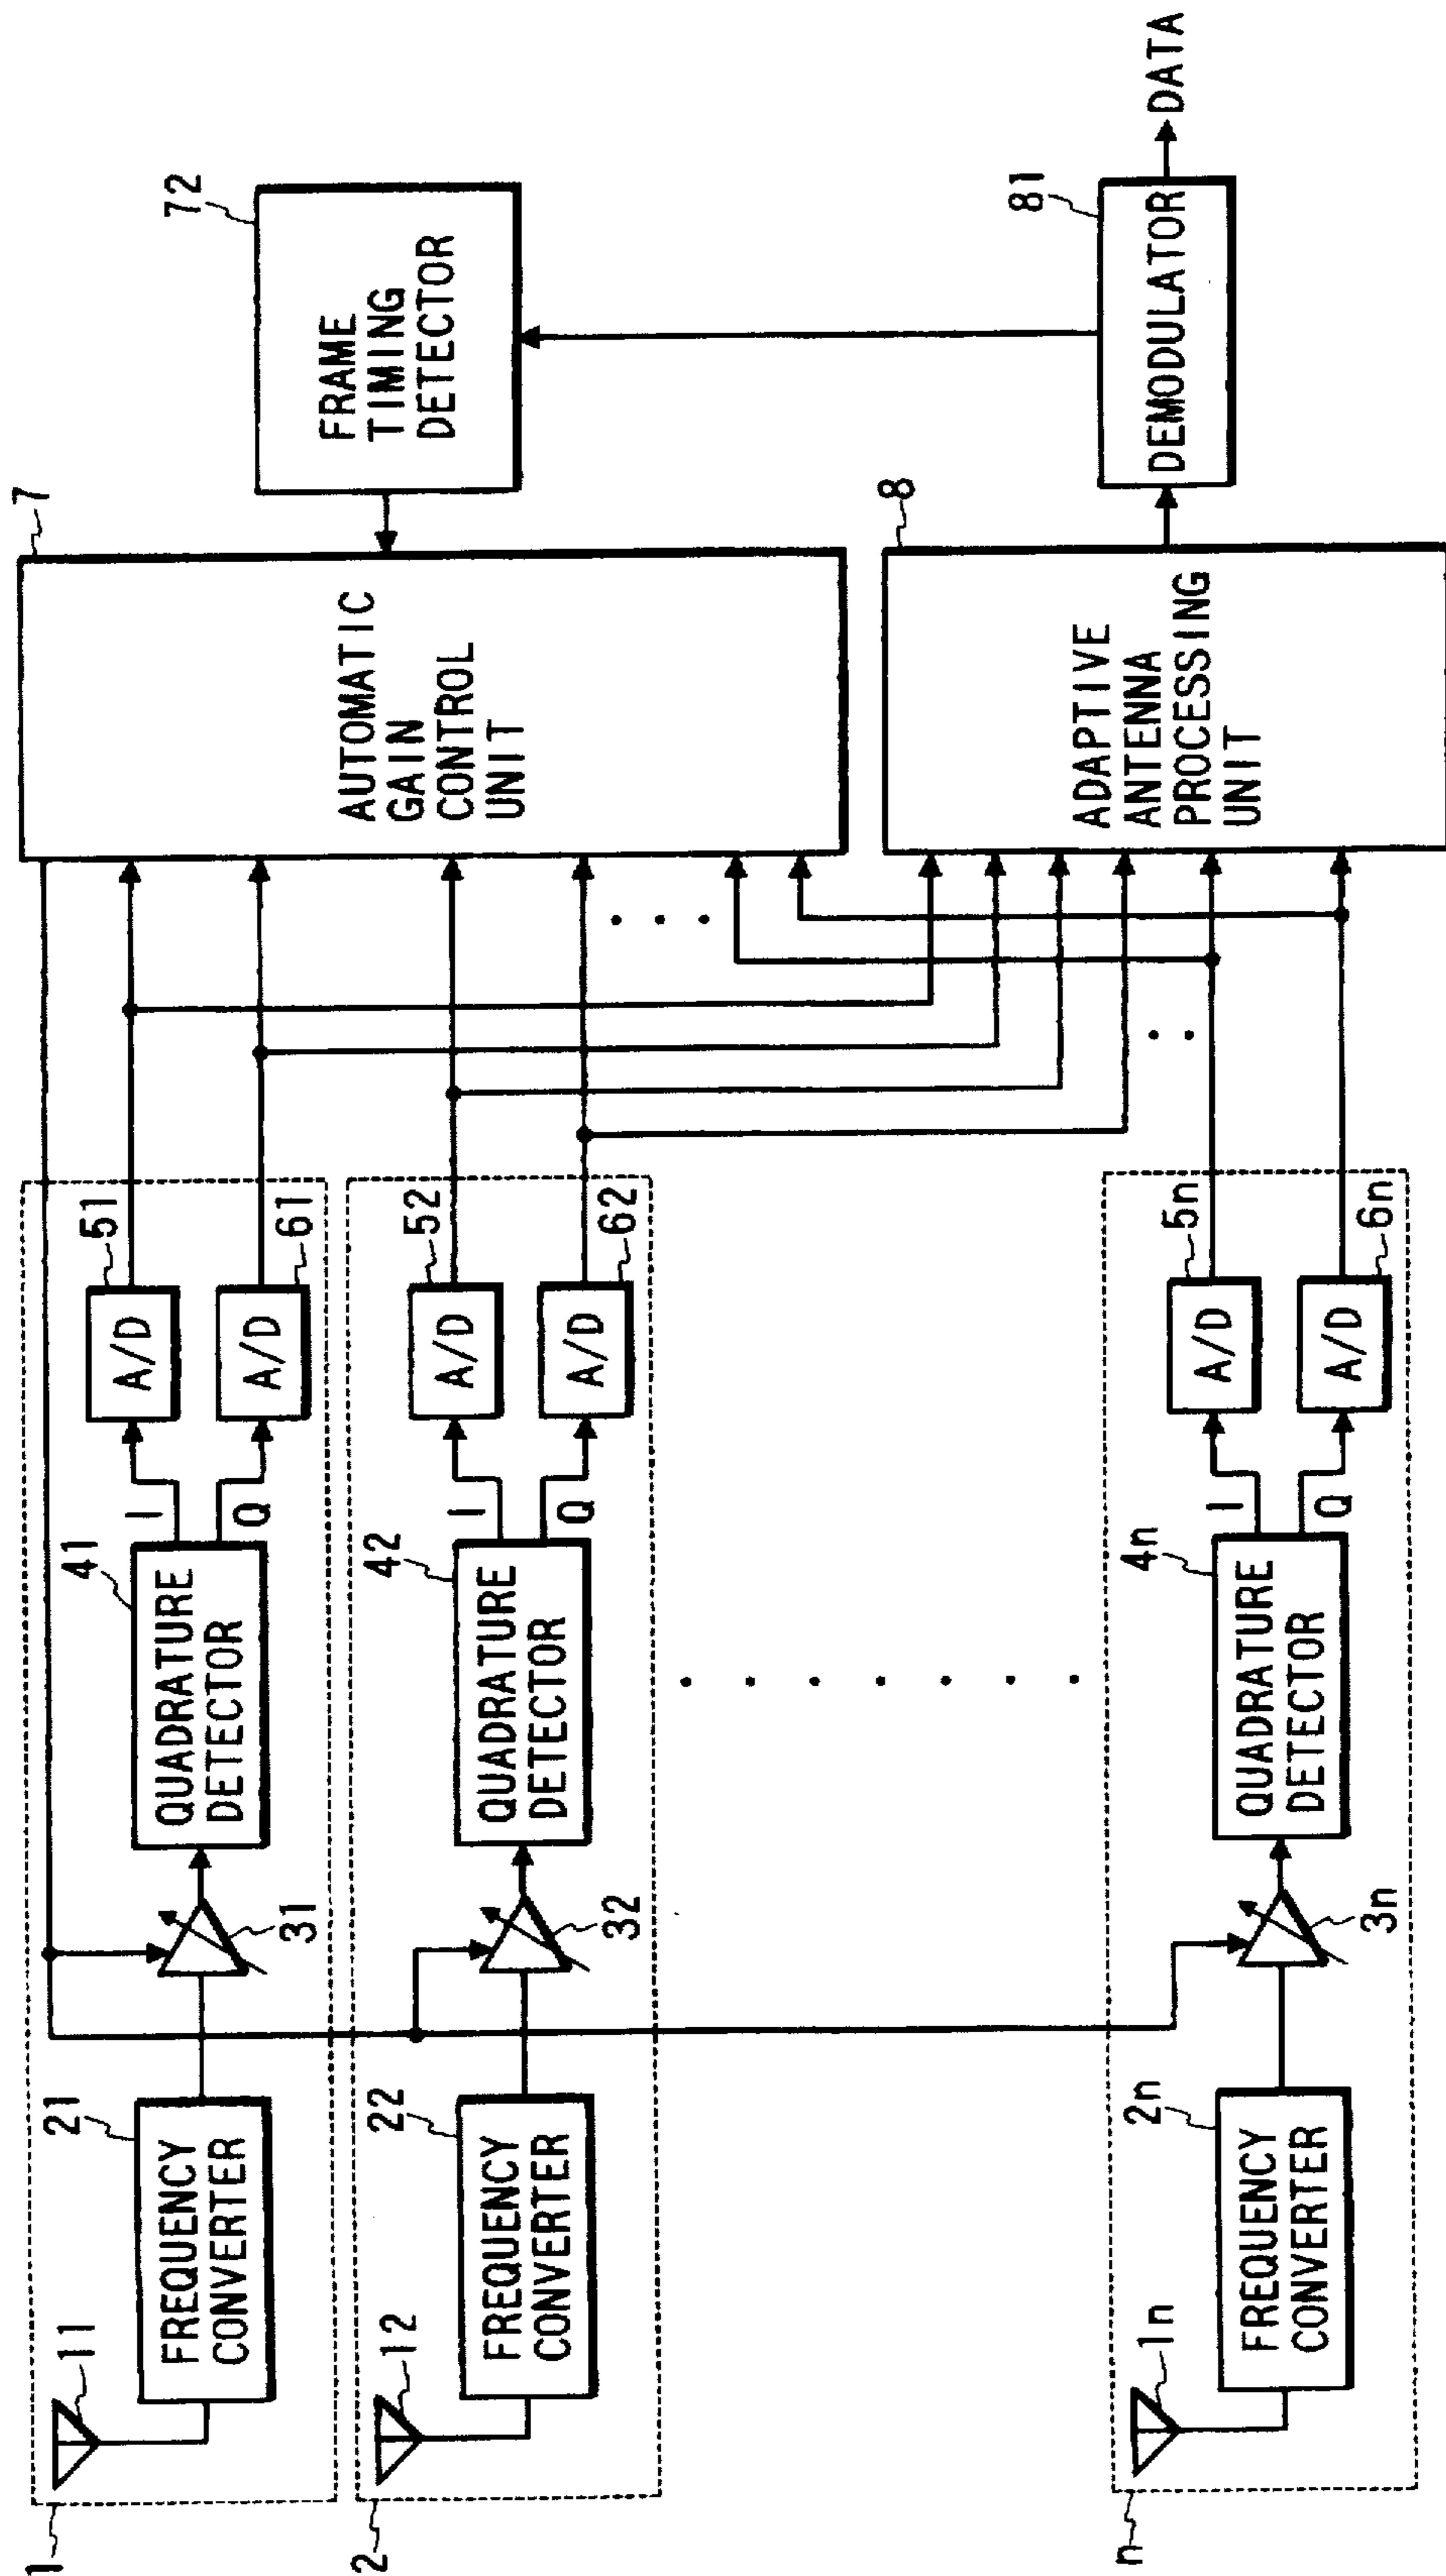 1
11
FREQUENCY
CONVERTER
21
31
QUADRATURE
DETECTOR
41
I
Q
A/D
51
A/D
61
2
12
FREQUENCY
CONVERTER
22
32
QUADRATURE
DETECTOR
42
I
Q
A/D
52
A/D
62
n
1n
FREQUENCY
CONVERTER
2n
3n
QUADRATURE
DETECTOR
4n
I
Q
A/D
5n
A/D
6n
AUTOMATIC
GAIN
CONTROL
UNIT
7
FRAME
TIMING
DETECTOR
72
ADAPTIVE
ANTENNA
PROCESSING
UNIT
8
DEMODULATOR
81
DATA